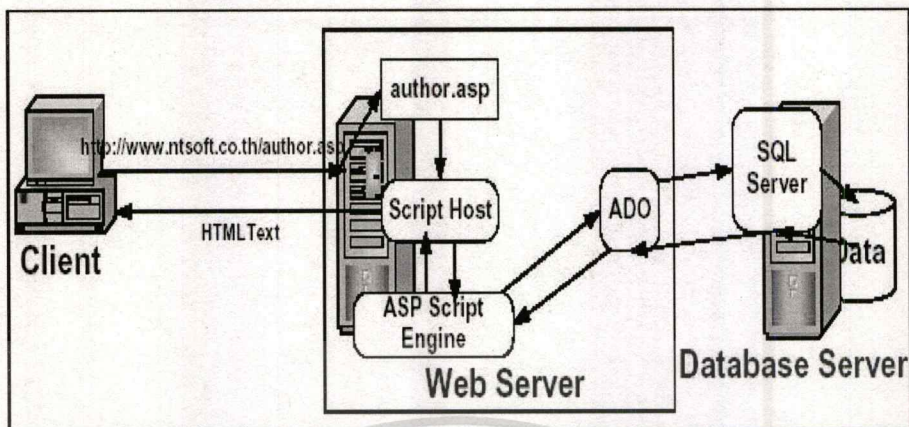 author.asp
http://www.ntsoft.co.th/author.asp
SQL
Server
Script Host
ADO
HTMLText
Client
Data
ASP Script
Engine
Web Server
Database Server